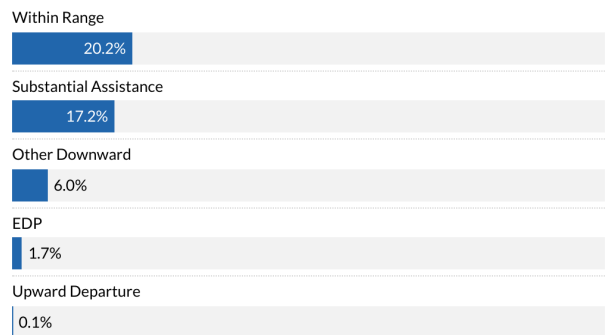 Within Range
20.2%
Substantial Assistance
17.2%
Other Downward
6.0%
EDP
1.7%
Upward Departure
0.1%